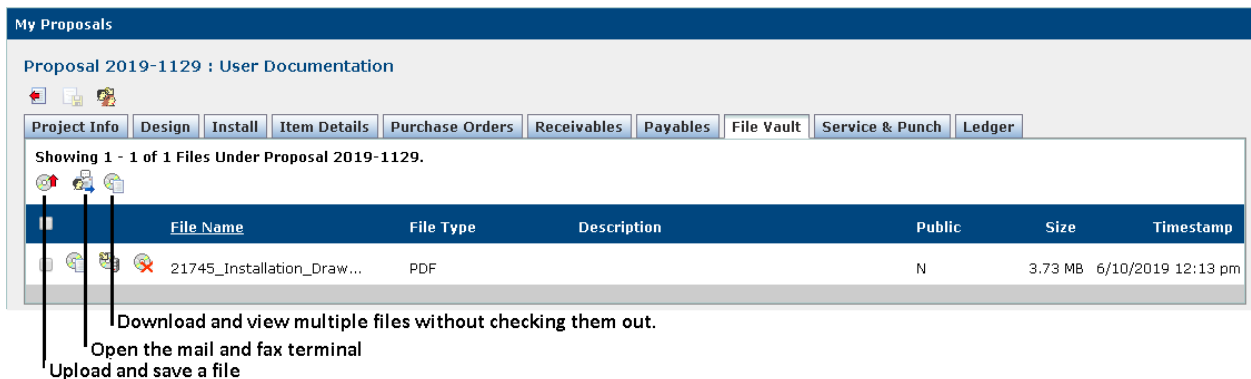 My Proposals
Proposal 2019-1129 : User Documentation
Project Info Design Install Item Details Purchase Orders Receivables Payables File Vault Service & Punch Ledger
Showing 1 - 1 of 1 Files Under Proposal 2019-1129.
File Name File Type Description Public Size Timestamp
21745_Installation_Draw... PDF N 3.73 MB 6/10/2019 12:13 pm
Download and view multiple files without checking them out.
Open the mail and fax terminal
Upload and save a file